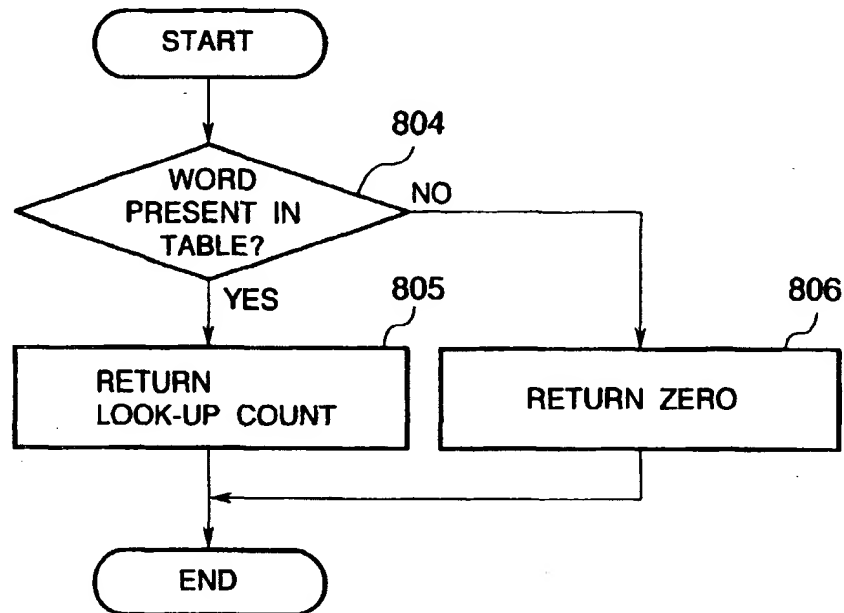 START
804
WORD
PRESENT IN
TABLE?
NO
YES
805
806
RETURN
LOOK-UP COUNT
RETURN ZERO
END